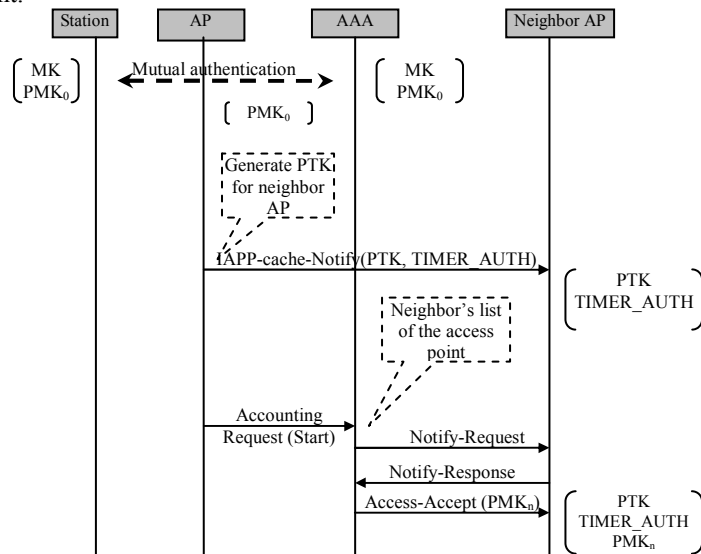 nt.
Station
AP
AAA
Neighbor AP
MK
PMK₀
Mutual authentication
MK
PMK₀
PMK₀
Generate PTK
for neighbor
AP
IAPP-cache-Notify(PTK, TIMER_AUTH)
PTK
TIMER_AUTH
Neighbor's list
of the access
point
Accounting
Request (Start)
Notify-Request
Notify-Response
Access-Accept (PMKₙ)
PTK
TIMER_AUTH
PMKₙ